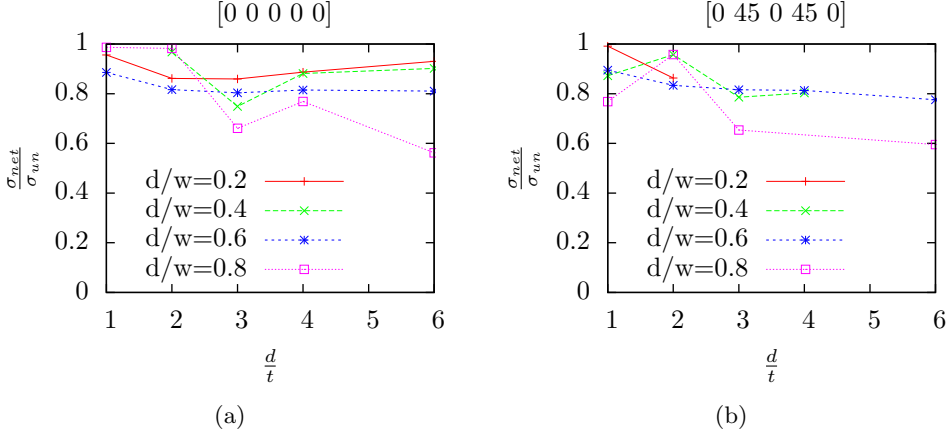 [0 0 0 0 0]
σnet/σun
1
0.8
0.6
0.4
0.2
0
d/w=0.2
d/w=0.4
d/w=0.6
d/w=0.8
1 2 3 4 5 6
d/t
(a)
[0 45 0 45 0]
σnet/σun
1
0.8
0.6
0.4
0.2
0
d/w=0.2
d/w=0.4
d/w=0.6
d/w=0.8
1 2 3 4 5 6
d/t
(b)